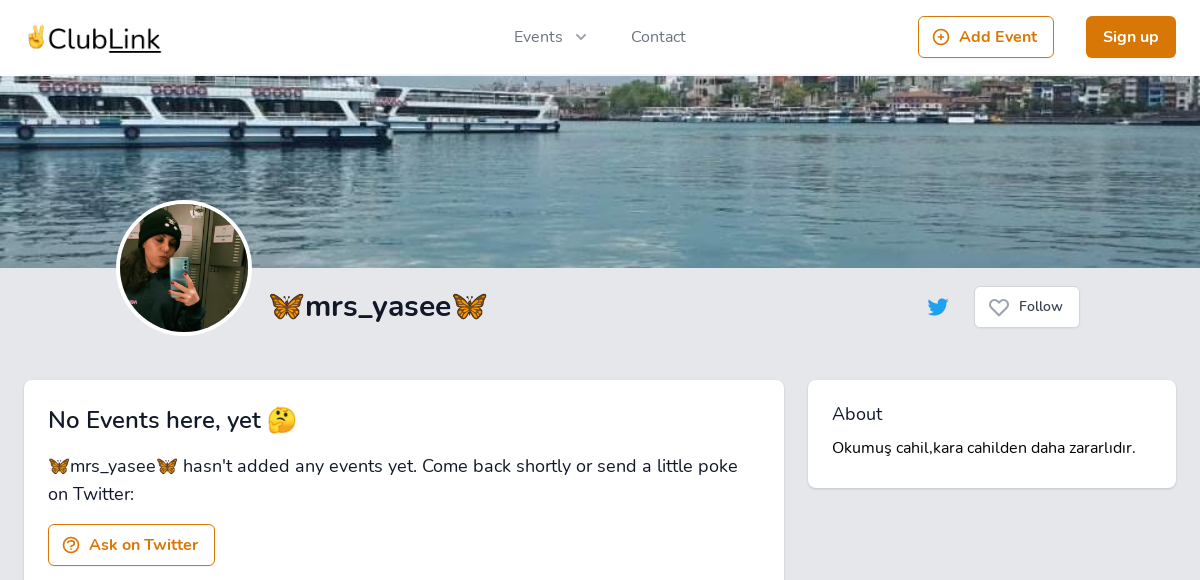 ✌️ClubLink
Events
Contact
Add Event
Sign up
🦋mrs_yasee🦋
Follow
No Events here, yet 🤔
🦋mrs_yasee🦋 hasn't added any events yet. Come back shortly or send a little poke
on Twitter:
Ask on Twitter
About
Okumuş cahil,kara cahilden daha zararlıdır.